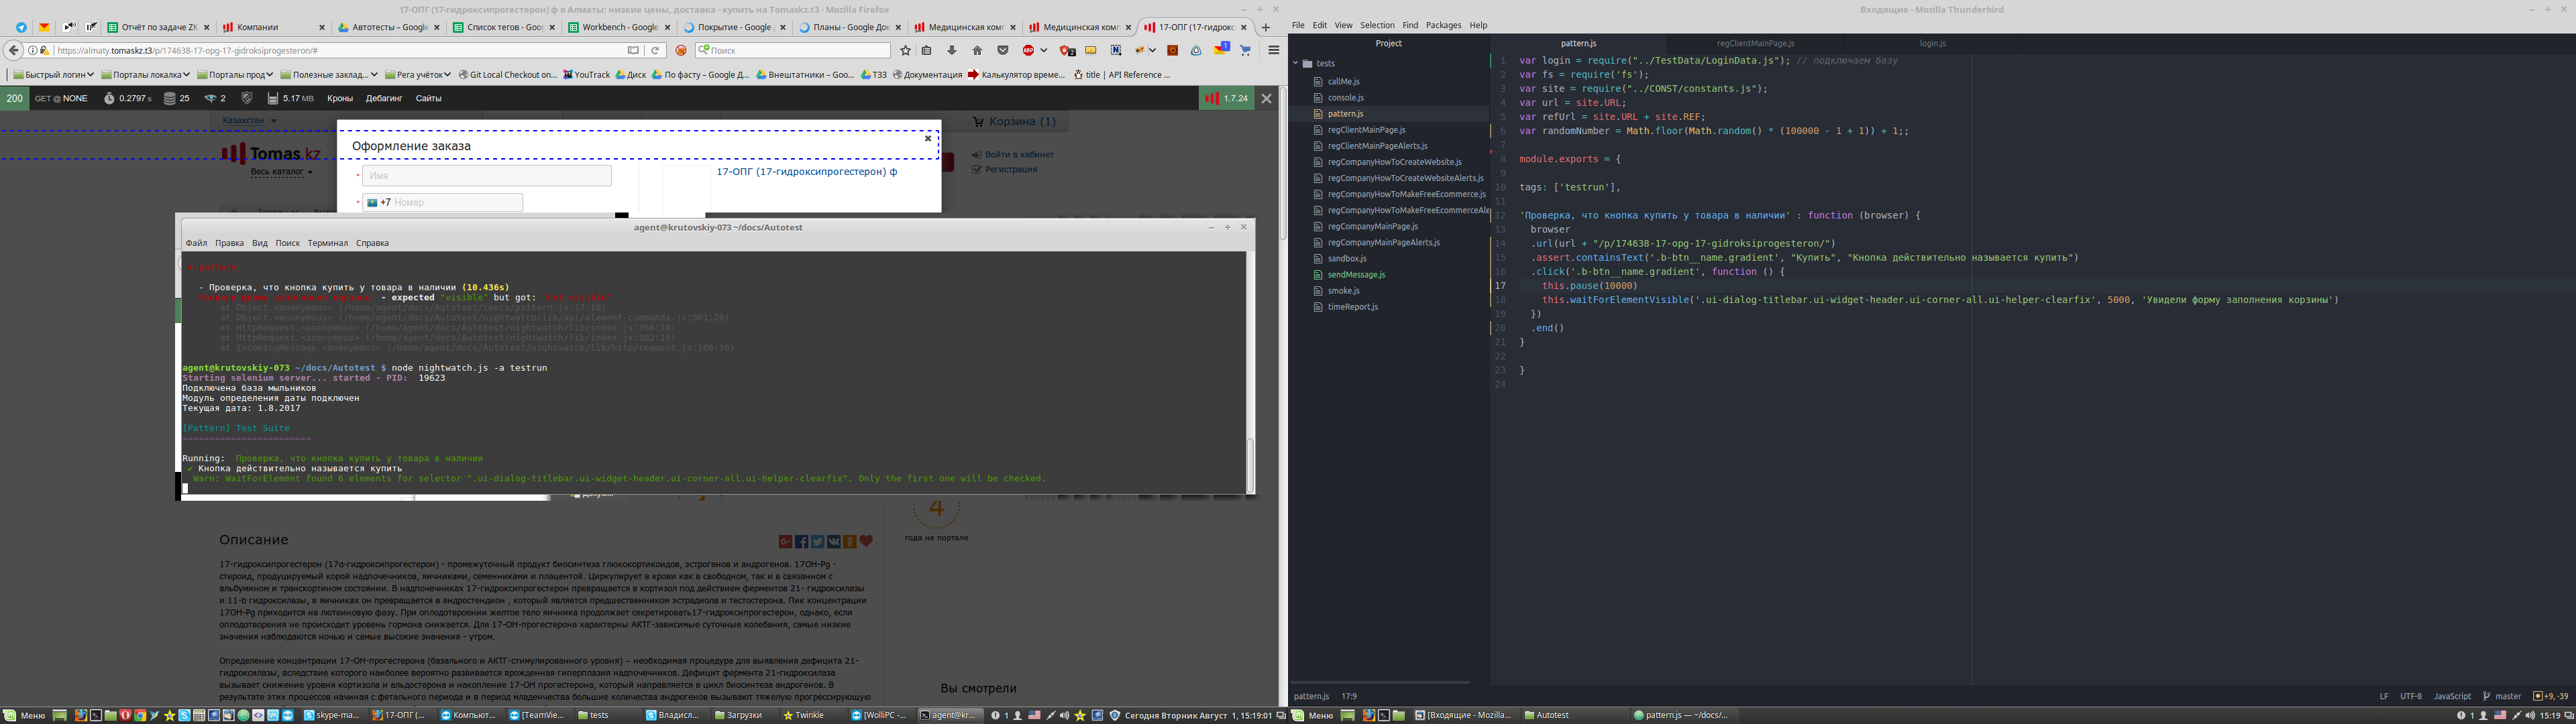 17-ОПГ (17-гидроксипрогестерон) ф в Алматы: низкие цены, доставка - купить на Tomaskz.t3 - Mozilla Firefox
Отчёт по задаче ZK
Компании
Автотесты – Google
Список тегов - Goog
Workbench - Google
Покрытие - Google
Планы - Google Док
Медицинская комп
Медицинская комп
17-ОПГ (17-гидрокс
https://almaty.tomaskz.t3/p/174638-17-opg-17-gidroksiprogesteron/#
Поиск
Быстрый логин
Порталы локалка
Порталы прод
Полезные заклад...
Рега учёток
Git Local Checkout on...
YouTrack
Диск
По фасту – Google Д...
Внештатники – Goo...
ТЗЗ
Документация
Калькулятор време...
title | API Reference ...
200 GET @ NONE 0.2797 s 25 2 5.17 MB Кроны Дебагинг Сайты 1.7.24
Казахстан
Корзина (1)
Tomas.kz
Весь каталог
Войти в кабинет
Регистрация
Оформление заказа
* Имя
* +7 Номер
17-ОПГ (17-гидроксипрогестерон) ф
agent@krutovskiy-073 ~/docs/Autotest
Файл Правка Вид Поиск Терминал Справка
✖ pattern
- Проверка, что кнопка купить у товара в наличии (10.436s)
Увидели форму заполнения корзины - expected "visible" but got: "not visible"
at Object.<anonymous> (/home/agent/docs/Autotest/tests/pattern.js:17:10)
at Object.<anonymous> (/home/agent/docs/Autotest/nightwatch/lib/api/element-commands.js:361:20)
at HttpRequest.<anonymous> (/home/agent/docs/Autotest/nightwatch/lib/index.js:366:10)
at HttpRequest.<anonymous> (/home/agent/docs/Autotest/nightwatch/lib/index.js:382:15)
at IncomingMessage.<anonymous> (/home/agent/docs/Autotest/nightwatch/lib/http/request.js:166:16)
agent@krutovskiy-073 ~/docs/Autotest $ node nightwatch.js -a testrun
Starting selenium server... started - PID: 19623
Подключена база мыльников
Модуль определения даты подключен
Текущая дата: 1.8.2017
[Pattern] Test Suite
========================
Running: Проверка, что кнопка купить у товара в наличии
✔ Кнопка действительно называется купить
Warn: WaitForElement found 6 elements for selector ".ui-dialog-titlebar.ui-widget-header.ui-corner-all.ui-helper-clearfix". Only the first one will be checked.
4
года на портале
Описание
17-гидроксипрогестерон (17α-гидроксипрогестерон) - промежуточный продукт биосинтеза глюкокортикоидов, эстрогенов и андрогенов. 17OH-Pg -
стероид, продуцируемый корой надпочечников, яичниками, семенниками и плацентой. Циркулирует в крови как в свободном, так и в связанном с
альбумином и транскортином состоянии. В надпочечниках 17-гидроксипрогестерон превращается в кортизол под действием ферментов 21- гидроксилазы
и 11-b гидроксилазы, в яичниках он превращается в андростендион , который является предшественником эстрадиола и тестостерона. Пик концентрации
17OH-Pg приходится на лютеиновую фазу. При оплодотворении желтое тело яичника продолжает секретировать17-гидроксипрогестерон, однако, если
оплодотворения не происходит уровень гормона снижается. Для 17-ОН-прогестерона характерны АКТГ-зависимые суточные колебания, самые низкие
значения наблюдаются ночью и самые высокие значения - утром.
Определение концентрации 17-ОН-прогестерона (базального и АКТГ-стимулированного уровня) – необходимая процедура для выявления дефицита 21-
гидроксилазы, вследствие которого наиболее вероятно развивается врожденная гиперплазия надпочечников. Дефицит фермента 21-гидроксилаза
вызывает снижение уровня кортизола и альдостерона и накопление 17-ОН прогестерона, который направляется в цикл биосинтеза андрогенов. В
результате этих процессов начиная с фетального периода и в период младенчества большие количества андрогенов вызывают тяжелую прогрессирующую
Вы смотрели
Меню
skype-ma...
17-ОПГ (...
Компьют...
[TeamVie...
tests
Владисл...
Загрузки
Twinkle
[WolliPC -...
agent@kr...
1
Сегодня Вторник Август 1, 15:19:01
Входящие - Mozilla Thunderbird
File Edit View Selection Find Packages Help
Project
tests
callMe.js
console.js
pattern.js
regClientMainPage.js
regClientMainPageAlerts.js
regCompanyHowToCreateWebsite.js
regCompanyHowToCreateWebsiteAlerts.js
regCompanyHowToMakeFreeEcommerce.js
regCompanyHowToMakeFreeEcommerceAle
regCompanyMainPage.js
regCompanyMainPageAlerts.js
sandbox.js
sendMessage.js
smoke.js
timeReport.js
pattern.js regClientMainPage.js login.js
1 var login = require("../TestData/LoginData.js"); // подключаем базу
2 var fs = require('fs');
3 var site = require("../CONST/constants.js");
4 var url = site.URL;
5 var refUrl = site.URL + site.REF;
6 var randomNumber = Math.floor(Math.random() * (100000 - 1 + 1)) + 1;;
7
8 module.exports = {
9
10 tags: ['testrun'],
11
12 'Проверка, что кнопка купить у товара в наличии' : function (browser) {
13 browser
14 .url(url + "/p/174638-17-opg-17-gidroksiprogesteron/")
15 .assert.containsText('.b-btn__name.gradient', "Купить", "Кнопка действительно называется купить")
16 .click('.b-btn__name.gradient', function () {
17 this.pause(10000)
18 this.waitForElementVisible('.ui-dialog-titlebar.ui-widget-header.ui-corner-all.ui-helper-clearfix', 5000, 'Увидели форму заполнения корзины')
19 })
20 .end()
21 }
22
23 }
24
pattern.js 17:9
LF UTF-8 JavaScript master +9, -39
Меню
[Входящие - Mozilla...
Autotest
pattern.js — ~/docs/...
1
15:19